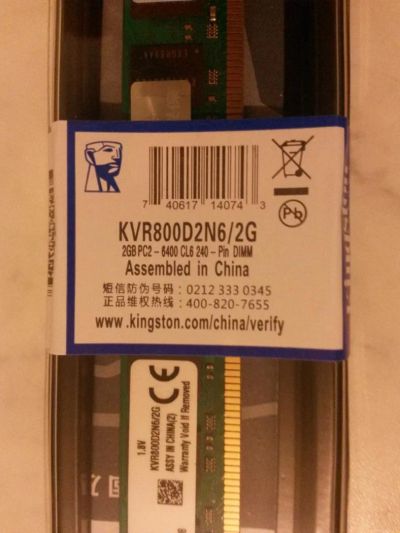 7 40617 14074 3
Pb
KVR800D2N6/2G
2GB PC2 - 6400 CL6 240 - Pin DIMM
Assembled in China
短信防伪号码：0212 333 0345
正品维权热线：400-820-7655
www.kingston.com/china/verify
CE
1.8V
KVR800D2N6/2G
ASSY IN CHINA(2)
Warranty Void If Removed